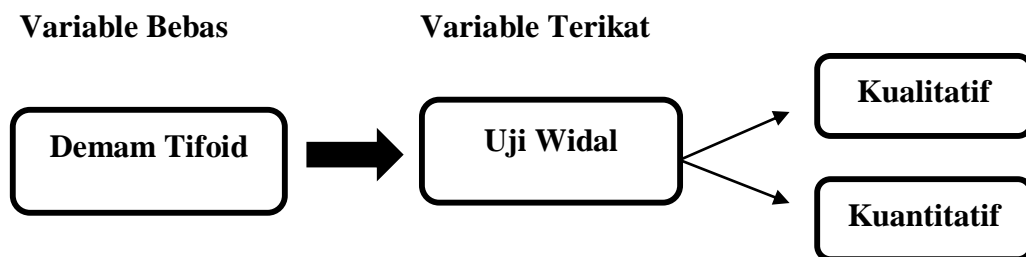 Variable Bebas
Variable Terikat
Demam Tifoid
Uji Widal
Kualitatif
Kuantitatif